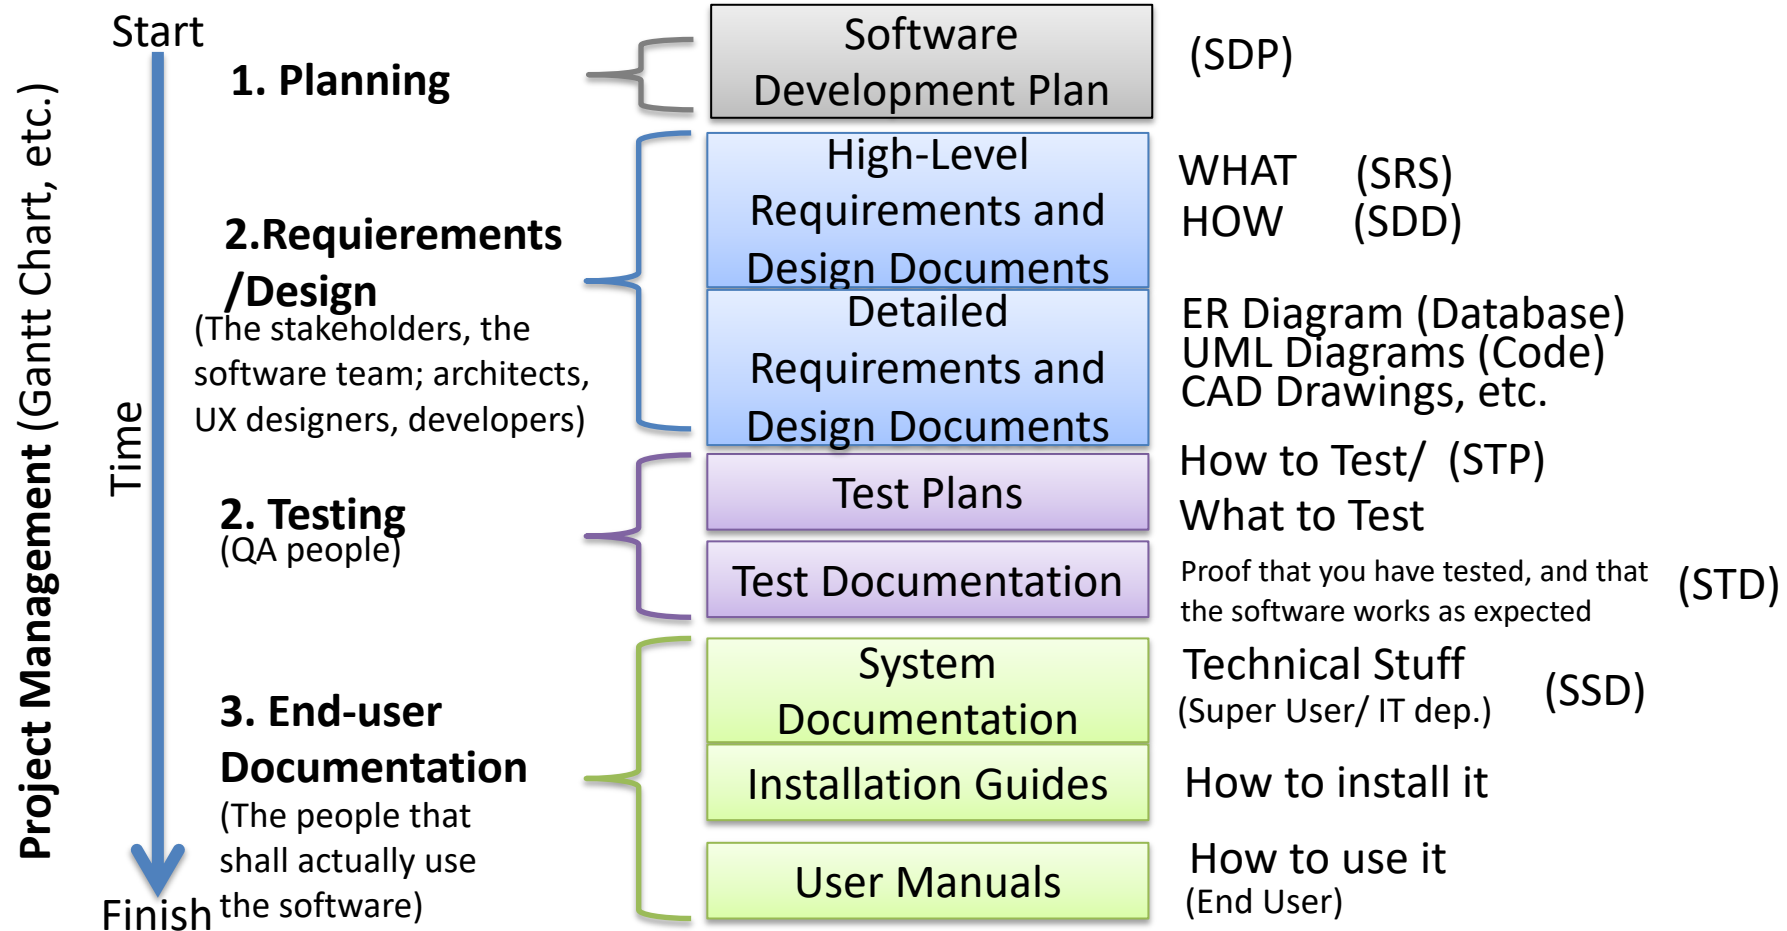 Project Management (Gantt Chart, etc.)
Start
Time
Finish
1. Planning
Software
Development Plan
(SDP)
2.Requierements
/Design
(The stakeholders, the
software team; architects,
UX designers, developers)
High-Level
Requirements and
Design Documents
WHAT (SRS)
HOW (SDD)
Detailed
Requirements and
Design Documents
ER Diagram (Database)
UML Diagrams (Code)
CAD Drawings, etc.
2. Testing
(QA people)
Test Plans
How to Test/ (STP)
What to Test
Test Documentation
Proof that you have tested, and that
the software works as expected
(STD)
3. End-user
Documentation
(The people that
shall actually use
the software)
System
Documentation
Technical Stuff
(Super User/ IT dep.)
(SSD)
Installation Guides
How to install it
User Manuals
How to use it
(End User)